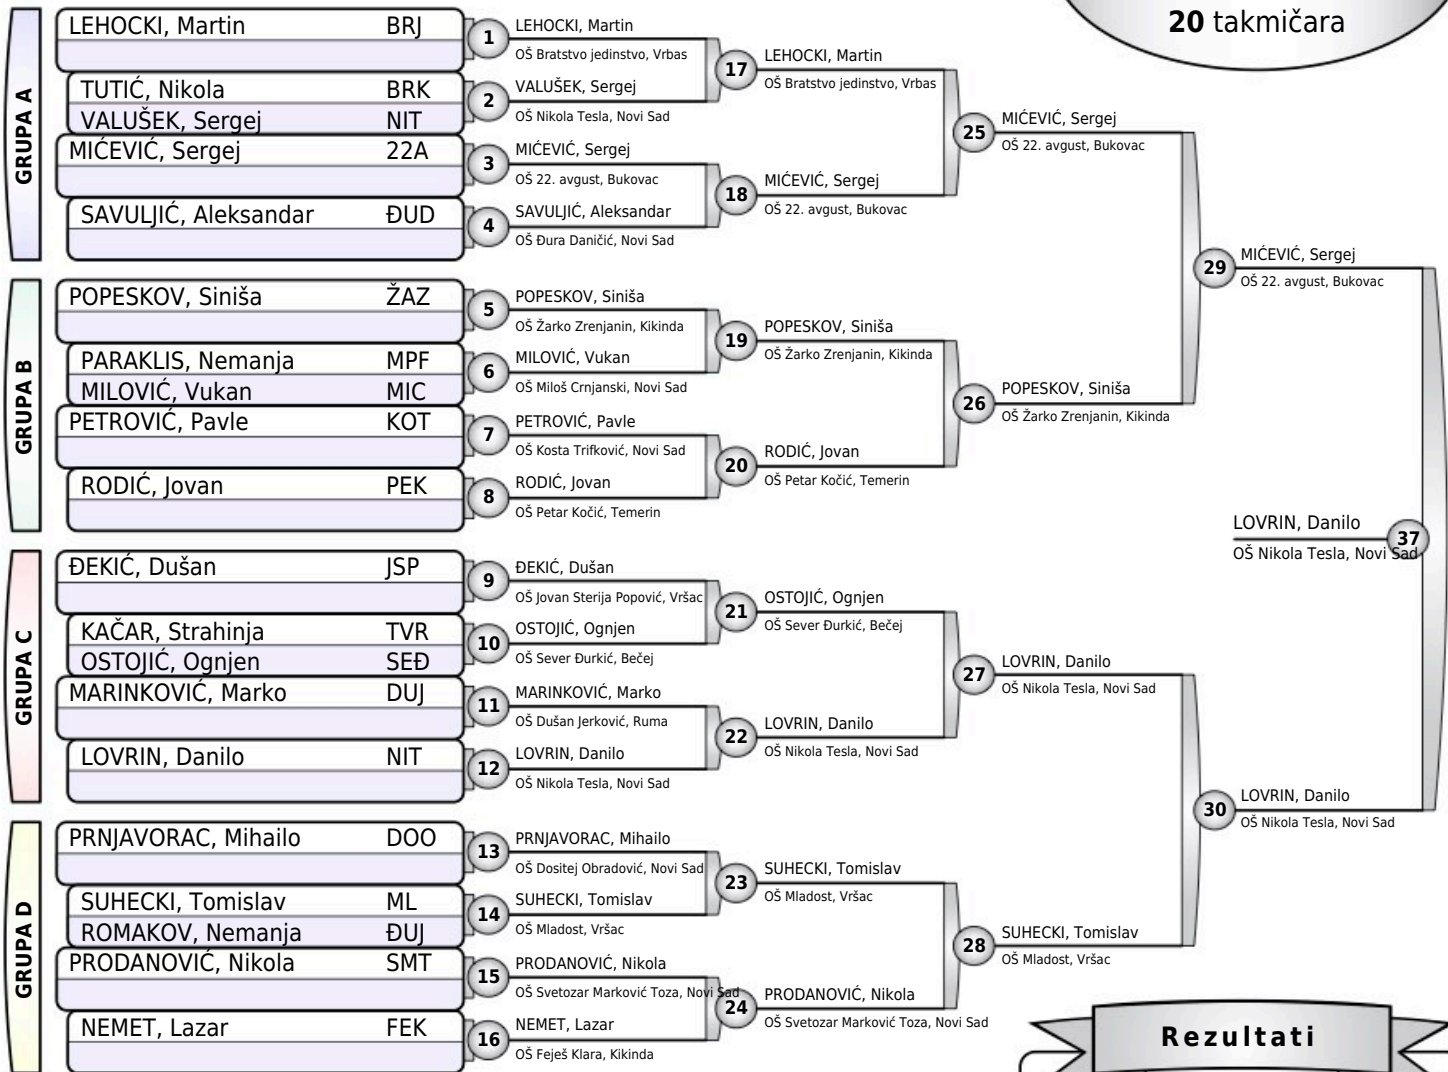 20 takmičara
GRUPA A
LEHOCKI, Martin BRJ
TUTIĆ, Nikola BRK
VALUŠEK, Sergej NIT
MIĆEVIĆ, Sergej 22A
SAVULJIĆ, Aleksandar ĐUD
GRUPA B
POPESKOV, Siniša ŽAZ
PARAKLIS, Nemanja MPF
MILOVIĆ, Vukan MIC
PETROVIĆ, Pavle KOT
RODIĆ, Jovan PEK
GRUPA C
ĐEKIĆ, Dušan JSP
KAČAR, Strahinja TVR
OSTOJIĆ, Ognjen SEĐ
MARINKOVIĆ, Marko DUJ
LOVRIN, Danilo NIT
GRUPA D
PRNJAVORAC, Mihailo DOO
SUHECKI, Tomislav ML
ROMAKOV, Nemanja ĐUJ
PRODANOVIĆ, Nikola SMT
NEMET, Lazar FEK
1 LEHOCKI, Martin
OŠ Bratstvo jedinstvo, Vrbas
2 VALUŠEK, Sergej
OŠ Nikola Tesla, Novi Sad
3 MIĆEVIĆ, Sergej
OŠ 22. avgust, Bukovac
4 SAVULJIĆ, Aleksandar
OŠ Đura Daničić, Novi Sad
5 POPESKOV, Siniša
OŠ Žarko Zrenjanin, Kikinda
6 MILOVIĆ, Vukan
OŠ Miloš Crnjanski, Novi Sad
7 PETROVIĆ, Pavle
OŠ Kosta Trifković, Novi Sad
8 RODIĆ, Jovan
OŠ Petar Kočić, Temerin
9 ĐEKIĆ, Dušan
OŠ Jovan Sterija Popović, Vršac
10 OSTOJIĆ, Ognjen
OŠ Sever Đurkić, Bečej
11 MARINKOVIĆ, Marko
OŠ Dušan Jerković, Ruma
12 LOVRIN, Danilo
OŠ Nikola Tesla, Novi Sad
13 PRNJAVORAC, Mihailo
OŠ Dositej Obradović, Novi Sad
14 SUHECKI, Tomislav
OŠ Mladost, Vršac
15 PRODANOVIĆ, Nikola
OŠ Svetozar Marković Toza, Novi Sad
16 NEMET, Lazar
OŠ Feješ Klara, Kikinda
17 LEHOCKI, Martin
OŠ Bratstvo jedinstvo, Vrbas
18 MIĆEVIĆ, Sergej
OŠ 22. avgust, Bukovac
19 POPESKOV, Siniša
OŠ Žarko Zrenjanin, Kikinda
20 RODIĆ, Jovan
OŠ Petar Kočić, Temerin
21 OSTOJIĆ, Ognjen
OŠ Sever Đurkić, Bečej
22 LOVRIN, Danilo
OŠ Nikola Tesla, Novi Sad
23 SUHECKI, Tomislav
OŠ Mladost, Vršac
24 PRODANOVIĆ, Nikola
OŠ Svetozar Marković Toza, Novi Sad
25 MIĆEVIĆ, Sergej
OŠ 22. avgust, Bukovac
26 POPESKOV, Siniša
OŠ Žarko Zrenjanin, Kikinda
27 LOVRIN, Danilo
OŠ Nikola Tesla, Novi Sad
28 SUHECKI, Tomislav
OŠ Mladost, Vršac
29 MIĆEVIĆ, Sergej
OŠ 22. avgust, Bukovac
30 LOVRIN, Danilo
OŠ Nikola Tesla, Novi Sad
LOVRIN, Danilo 37
OŠ Nikola Tesla, Novi Sad
Rezultati